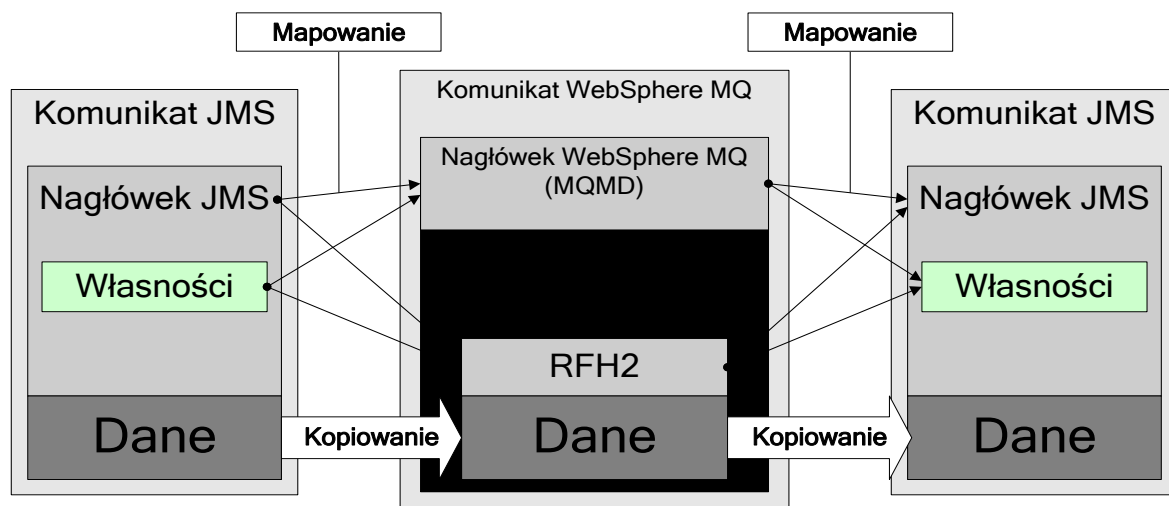 Mapowanie
Mapowanie
Komunikat JMS
Nagłówek JMS
Własności
Dane
Kopiowanie
Komunikat WebSphere MQ
Nagłówek WebSphere MQ
(MQMD)
RFH2
Dane
Kopiowanie
Komunikat JMS
Nagłówek JMS
Własności
Dane